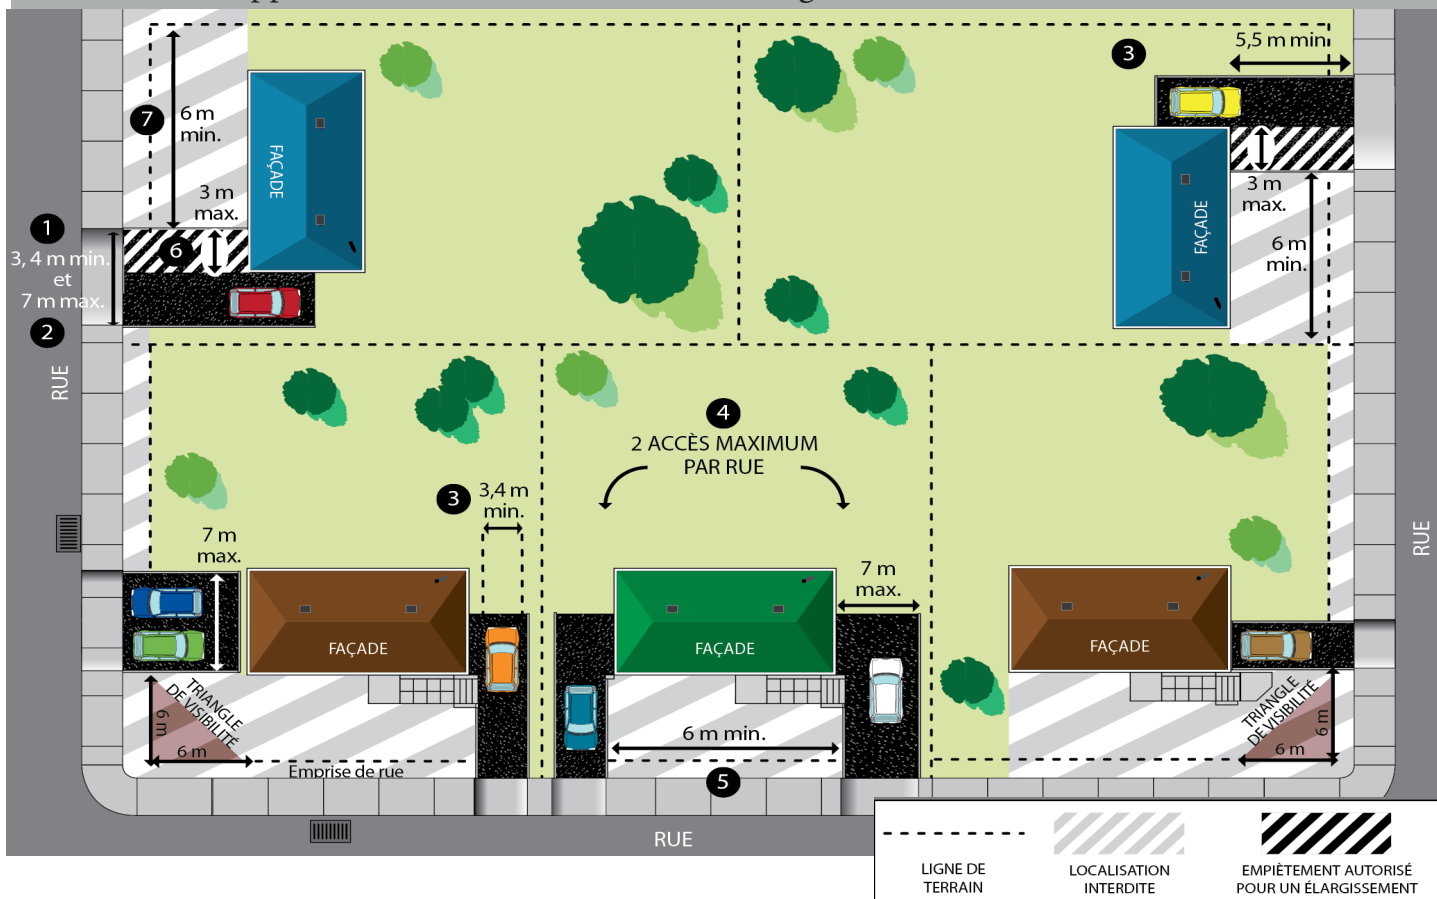 3
5,5 m min.
7
6 m
min.
FAÇADE
3 m
max.
1
3, 4 m min.
et
7 m max.
6
2
RUE
3 m
max.
FAÇADE
6 m
min.
4
2 ACCÈS MAXIMUM
PAR RUE
3
3,4 m
min.
7 m
max.
7 m
max.
RUE
FAÇADE
FAÇADE
FAÇADE
TRIANGLE
DE VISIBILITÉ
6 m
6 m
Emprise de rue
6 m min.
5
TRIANGLE
DE VISIBILITÉ
6 m
6 m
RUE
LIGNE DE
TERRAIN
LOCALISATION
INTERDITE
EMPIÈTEMENT AUTORISÉ
POUR UN ÉLARGISSEMENT